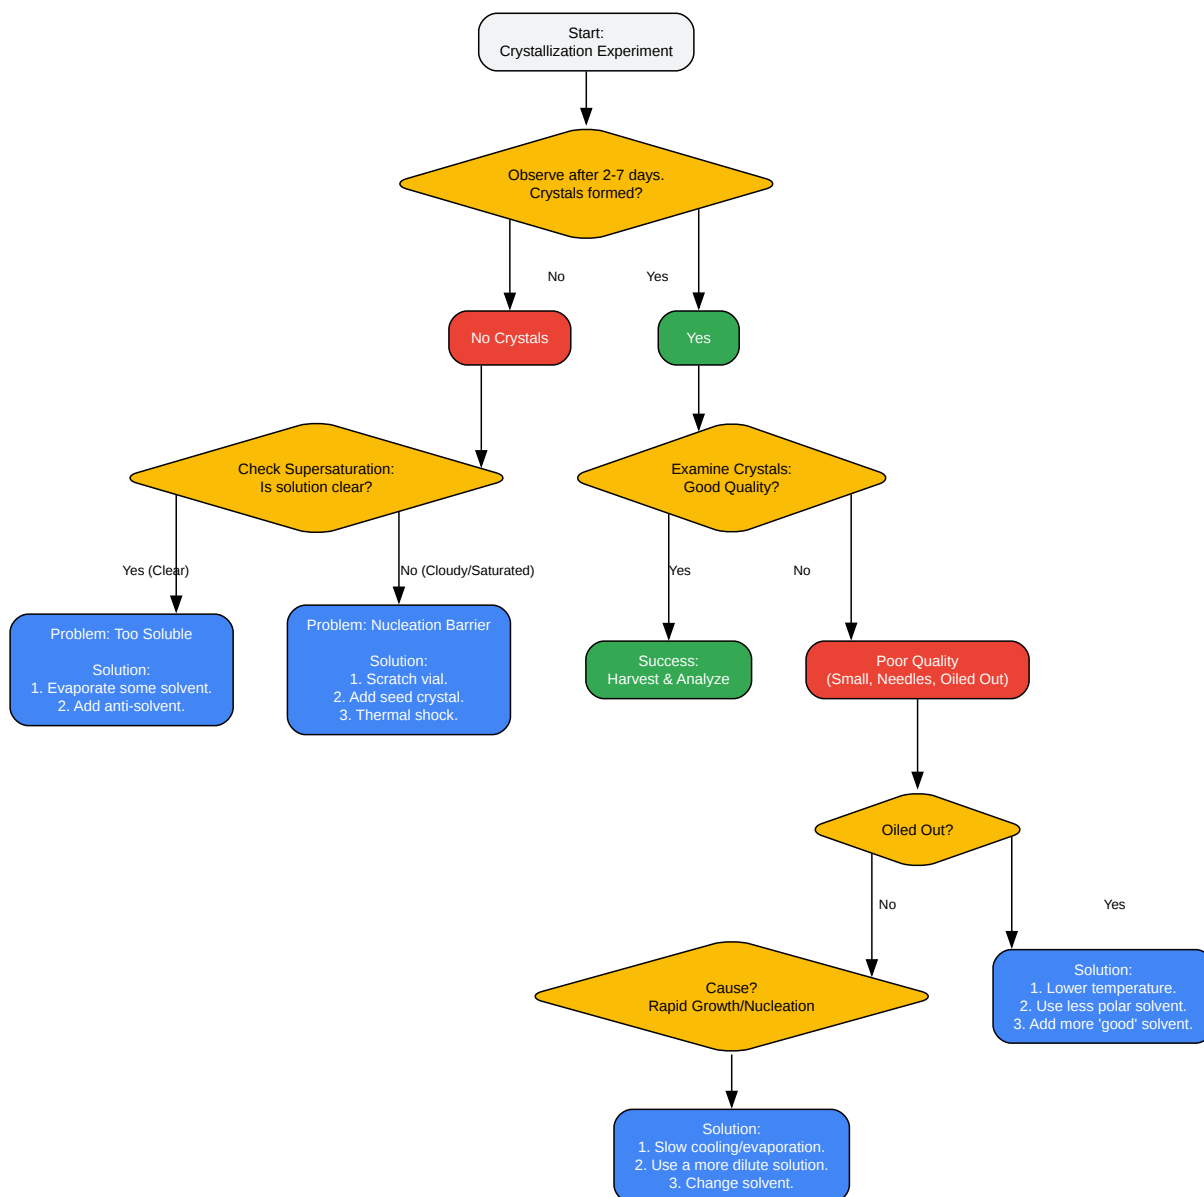 Start:
Crystallization Experiment
Observe after 2-7 days.
Crystals formed?
No
Yes
No Crystals
Yes
Check Supersaturation:
Is solution clear?
Examine Crystals:
Good Quality?
Yes (Clear)
No (Cloudy/Saturated)
Yes
No
Problem: Too Soluble
Solution:
1. Evaporate some solvent.
2. Add anti-solvent.
Problem: Nucleation Barrier
Solution:
1. Scratch vial.
2. Add seed crystal.
3. Thermal shock.
Success:
Harvest & Analyze
Poor Quality
(Small, Needles, Oiled Out)
Oiled Out?
No
Yes
Cause?
Rapid Growth/Nucleation
Solution:
1. Lower temperature.
2. Use less polar solvent.
3. Add more 'good' solvent.
Solution:
1. Slow cooling/evaporation.
2. Use a more dilute solution.
3. Change solvent.